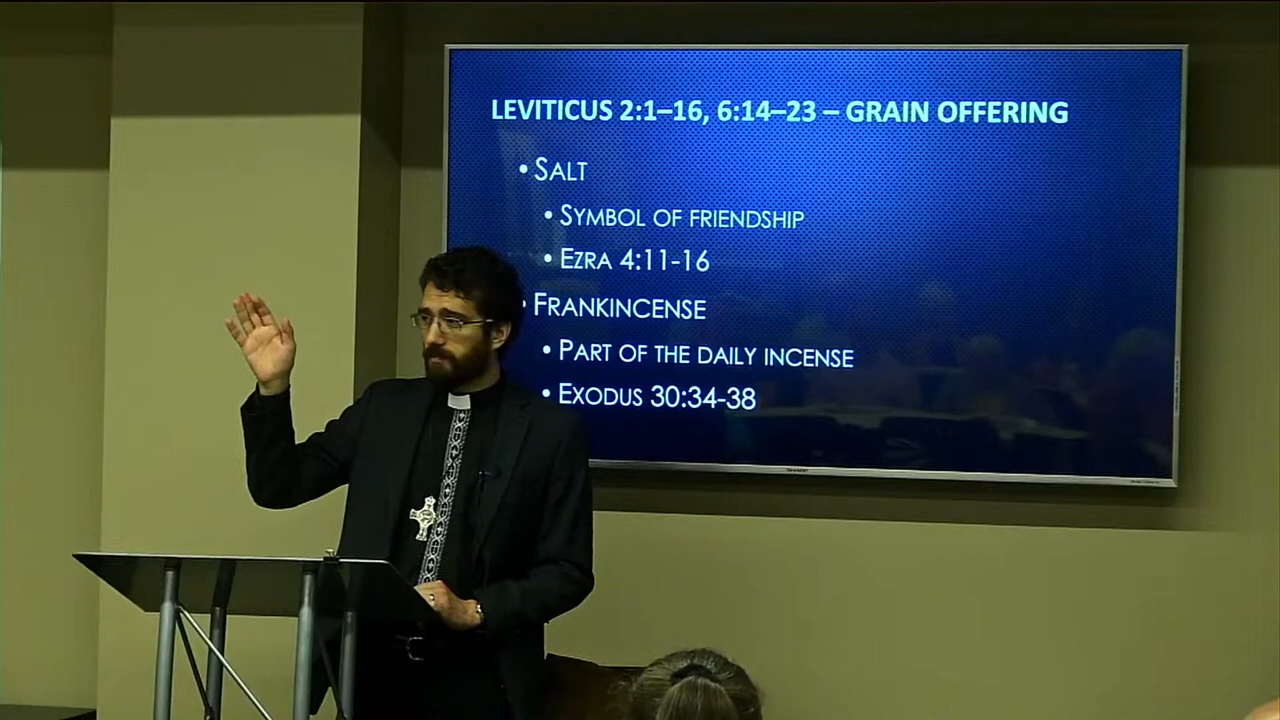 LEVITICUS 2:1–16, 6:14–23 – GRAIN OFFERING
• SALT
• SYMBOL OF FRIENDSHIP
• EZRA 4:11-16
• FRANKINCENSE
• PART OF THE DAILY INCENSE
• EXODUS 30:34-38
SHARP